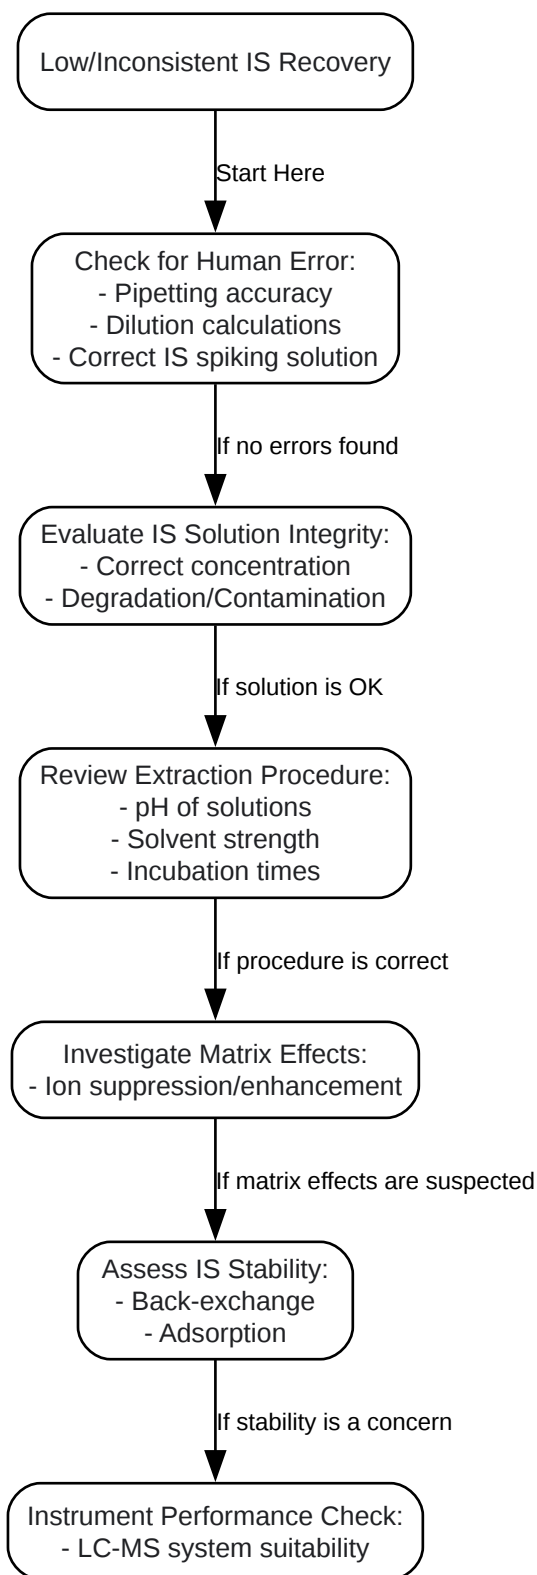 Low/Inconsistent IS Recovery
Start Here
Check for Human Error:
- Pipetting accuracy
- Dilution calculations
- Correct IS spiking solution
If no errors found
Evaluate IS Solution Integrity:
- Correct concentration
- Degradation/Contamination
If solution is OK
Review Extraction Procedure:
- pH of solutions
- Solvent strength
- Incubation times
If procedure is correct
Investigate Matrix Effects:
- Ion suppression/enhancement
If matrix effects are suspected
Assess IS Stability:
- Back-exchange
- Adsorption
If stability is a concern
Instrument Performance Check:
- LC-MS system suitability